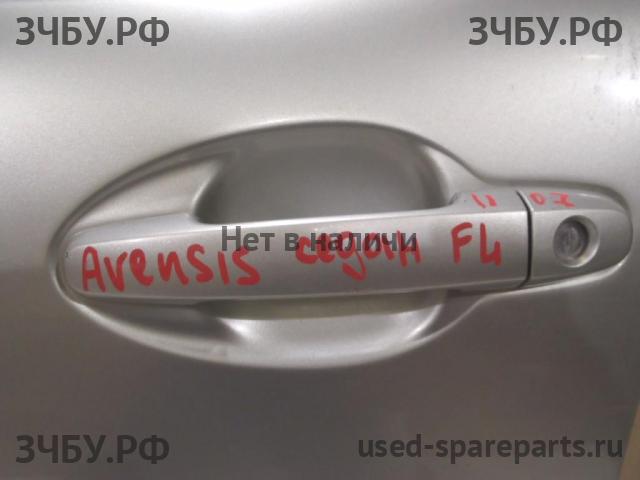 ЗЧБУ.РФ ЗЧБУ.РФ
Нет в наличии
Avensis седан FL
ЗЧБУ.РФ used-spareparts.ru